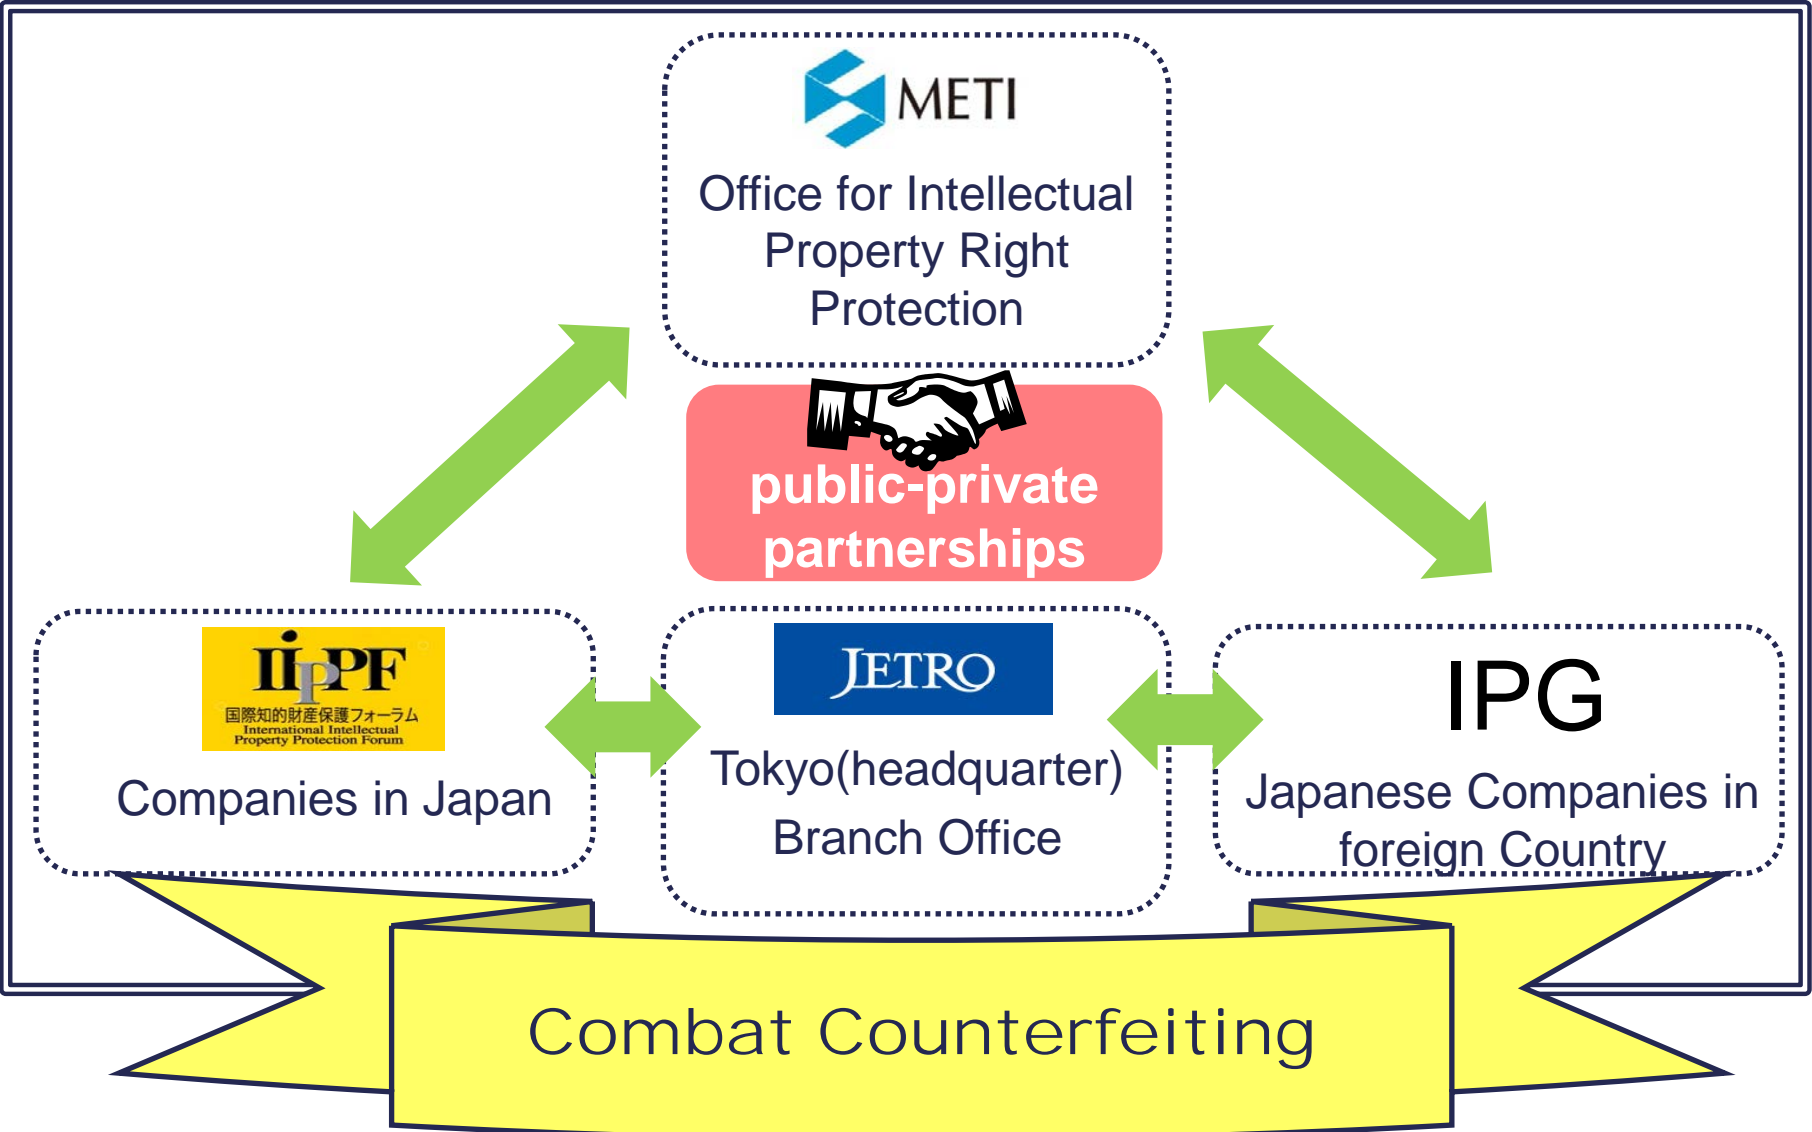 METI
Office for Intellectual
Property Right
Protection
public-private
partnerships
IIPPF
国際知的財産保護フォーラム
International Intellectual
Property Protection Forum
Companies in Japan
JETRO
Tokyo(headquarter)
Branch Office
IPG
Japanese Companies in
foreign Country
Combat Counterfeiting